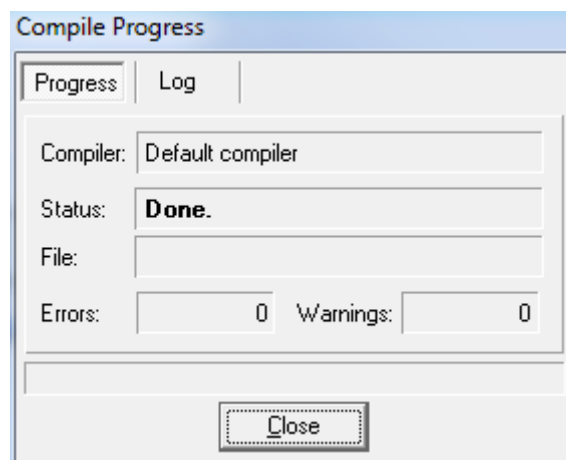 Compile Progress
Progress Log
Compiler: Default compiler
Status: Done.
File:
Errors: 0 Warnings: 0
Close